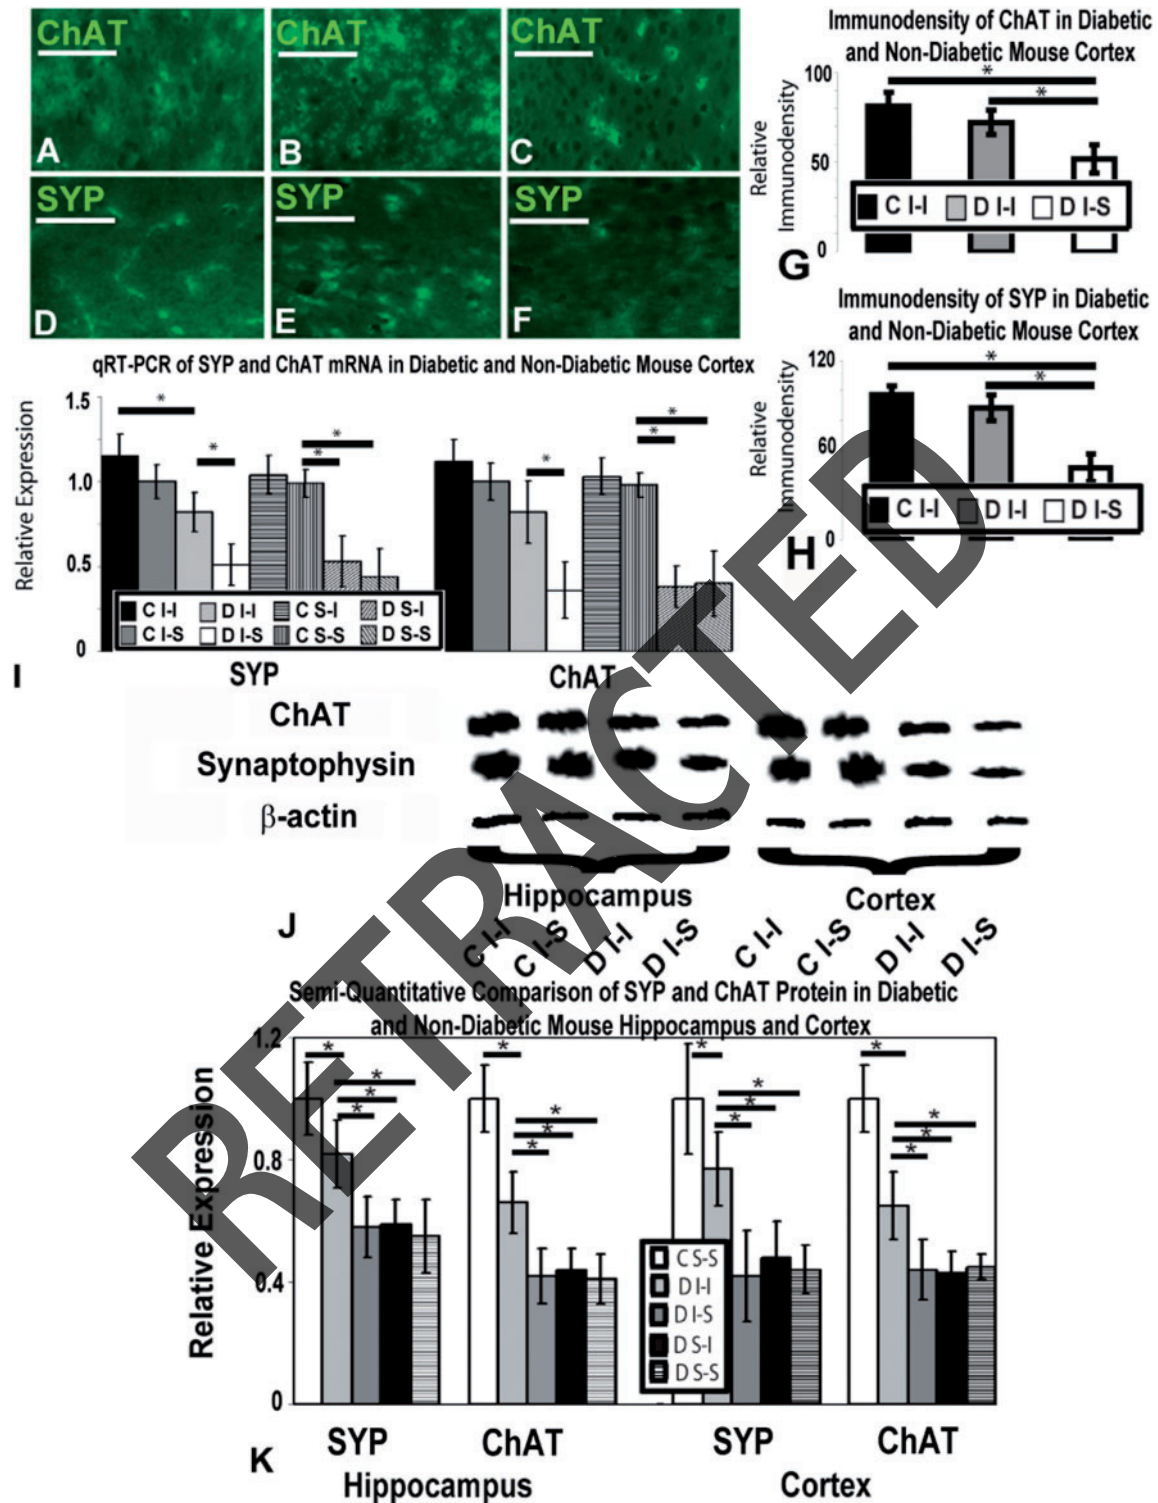 ChAT
A
ChAT
B
ChAT
C
SYP
D
SYP
E
SYP
F
Immunodensity of ChAT in Diabetic
and Non-Diabetic Mouse Cortex
Relative
Immunodensity
100
50
0
*
*
C I-I D I-I D I-S
G
Immunodensity of SYP in Diabetic
and Non-Diabetic Mouse Cortex
Relative
Immunodensity
120
60
0
*
*
C I-I D I-I D I-S
H
qRT-PCR of SYP and ChAT mRNA in Diabetic and Non-Diabetic Mouse Cortex
Relative Expression
1.5
1.0
0.5
0
*
*
*
*
*
*
*
C I-I D I-I C S-I D S-I
C I-S D I-S C S-S D S-S
SYP ChAT
I
ChAT
Synaptophysin
β-actin
Hippocampus Cortex
J
C I-I C I-S D I-I D I-S C I-I C I-S D I-I D I-S
Semi-Quantitative Comparison of SYP and ChAT Protein in Diabetic
and Non-Diabetic Mouse Hippocampus and Cortex
Relative Expression
1.2
0.8
0.4
0
* * * *
* * * *
* * * *
* * * *
C S-S
D I-I
D I-S
D S-I
D S-S
SYP ChAT SYP ChAT
K
Hippocampus Cortex
RETRACTED